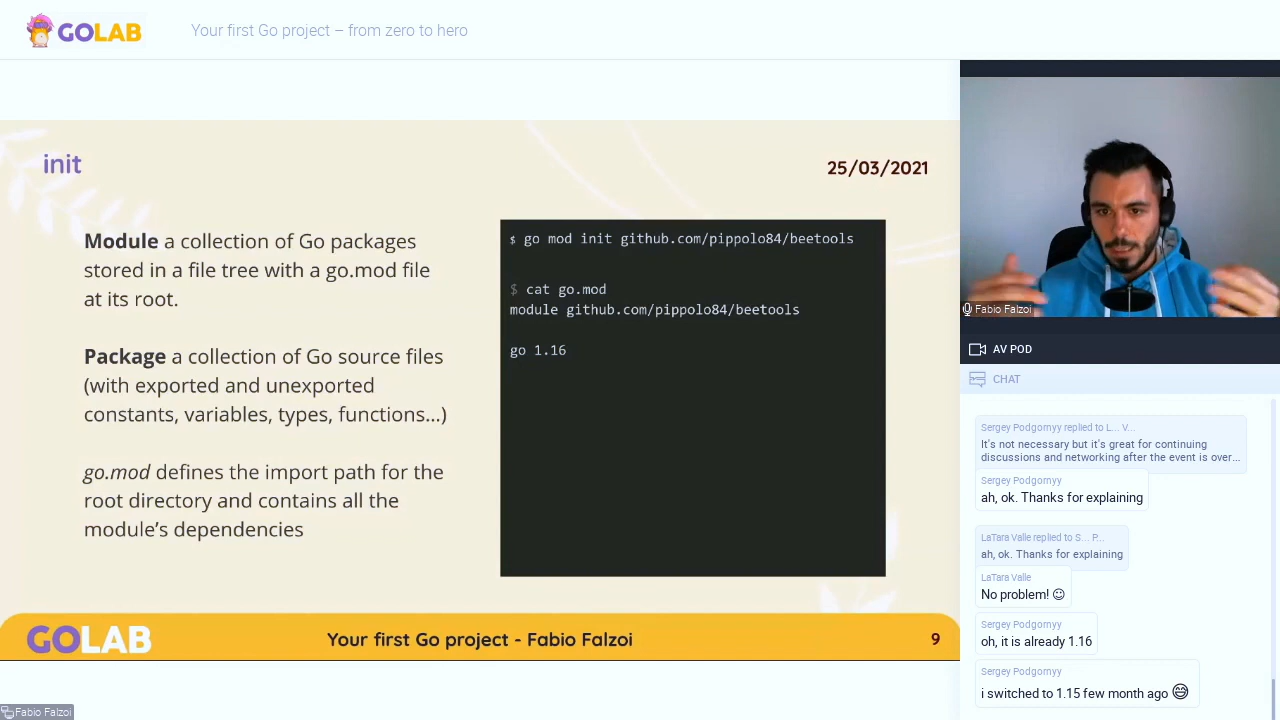 GOLAB
Your first Go project – from zero to hero
init
25/03/2021
Module a collection of Go packages
stored in a file tree with a go.mod file
at its root.
Package a collection of Go source files
(with exported and unexported
constants, variables, types, functions...)
go.mod defines the import path for the
root directory and contains all the
module's dependencies
$ go mod init github.com/pippolo84/beetools
$ cat go.mod
module github.com/pippolo84/beetools
go 1.16
GOLAB
Your first Go project - Fabio Falzoi
9
Fabio Falzoi
Fabio Falzoi
AV POD
CHAT
Sergey Podgornyy replied to L... V...
It's not necessary but it's great for continuing
discussions and networking after the event is over...
Sergey Podgornyy
ah, ok. Thanks for explaining
LaTara Valle replied to S... P...
ah, ok. Thanks for explaining
LaTara Valle
No problem! ☺
Sergey Podgornyy
oh, it is already 1.16
Sergey Podgornyy
i switched to 1.15 few month ago 😅